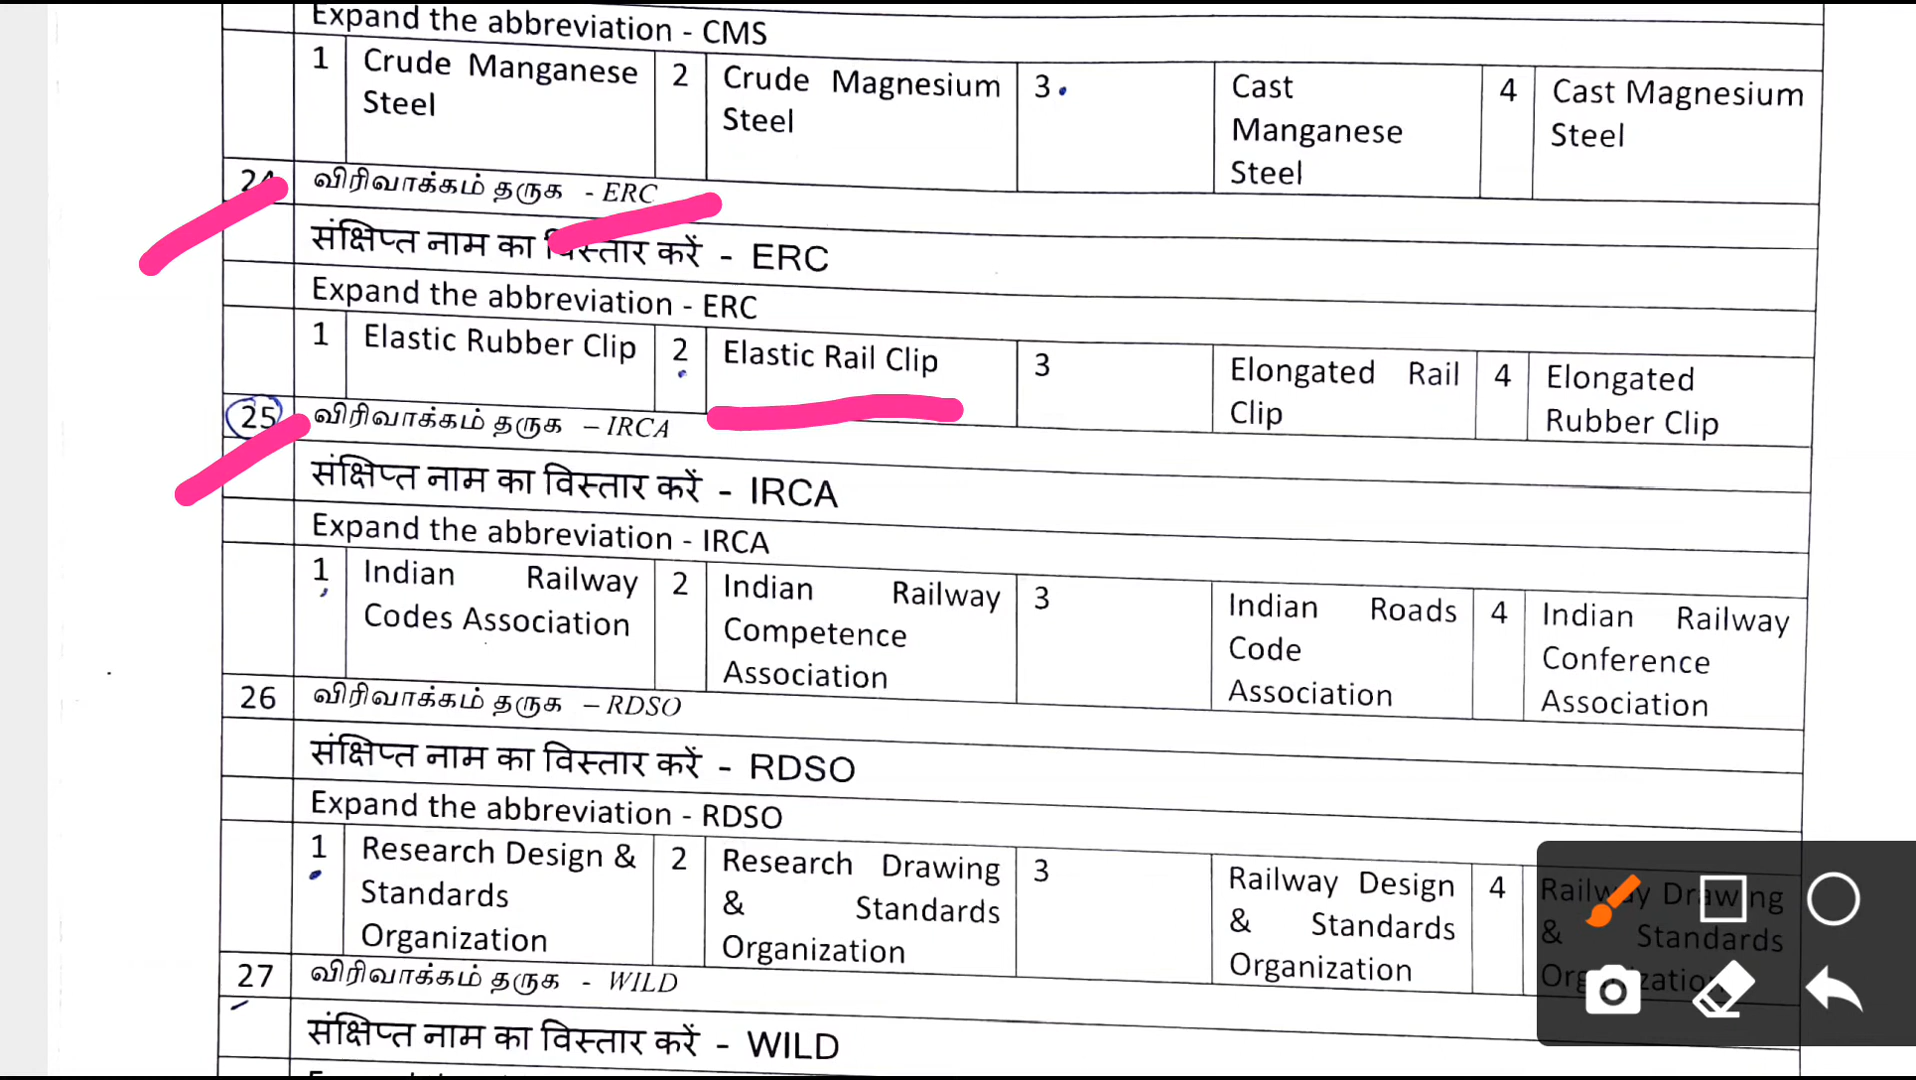 Expand the abbreviation - CMS
1 Crude Manganese Steel 2 Crude Magnesium Steel 3 Cast Manganese Steel 4 Cast Magnesium Steel
24 விரிவாக்கம் தருக - ERC
संक्षिप्त नाम का विस्तार करें - ERC
Expand the abbreviation - ERC
1 Elastic Rubber Clip 2 Elastic Rail Clip 3 Elongated Rail Clip 4 Elongated Rubber Clip
25 விரிவாக்கம் தருக – IRCA
संक्षिप्त नाम का विस्तार करें - IRCA
Expand the abbreviation - IRCA
1 Indian Railway Codes Association 2 Indian Railway Competence Association 3 Indian Roads Code Association 4 Indian Railway Conference Association
26 விரிவாக்கம் தருக – RDSO
संक्षिप्त नाम का विस्तार करें - RDSO
Expand the abbreviation - RDSO
1 Research Design & Standards Organization 2 Research Drawing & Standards Organization 3 Railway Design & Standards Organization 4 Railway Drawing & Standards Organization
27 விரிவாக்கம் தருக - WILD
संक्षिप्त नाम का विस्तार करें - WILD